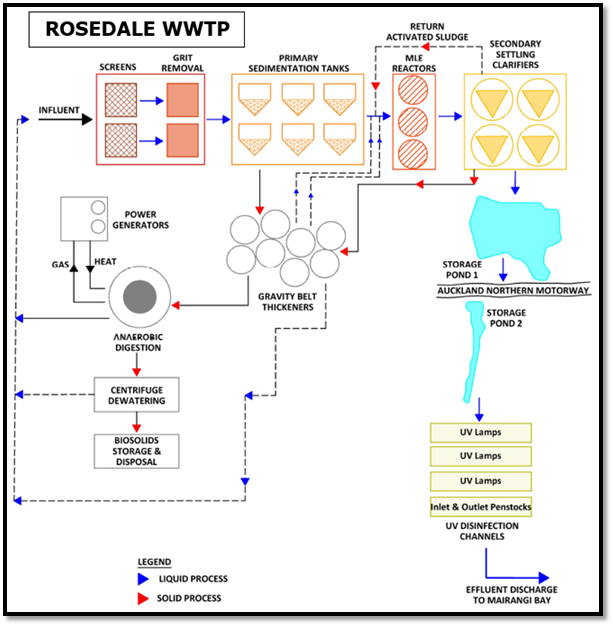 ROSEDALE WWTP
RETURN
ACTIVATED SLUDGE
SECONDARY
SETTLING
CLARIFIERS
SCREENS
GRIT
REMOVAL
PRIMARY
SEDIMENTATION TANKS
MLE
REACTORS
INFLUENT
POWER
GENERATORS
GAS
HEAT
GRAVITY BELT
THICKENERS
STORAGE
POND 1
AUCKLAND NORTHERN MOTORWAY
STORAGE
POND 2
ANAEROBIC
DIGESTION
CENTRIFUGE
DEWATERING
BIOSOLIDS
STORAGE &
DISPOSAL
UV Lamps
UV Lamps
UV Lamps
Inlet & Outlet Penstocks
UV DISINFECTION
CHANNELS
LEGEND
LIQUID PROCESS
SOLID PROCESS
EFFLUENT DISCHARGE
TO MAIRANGI BAY